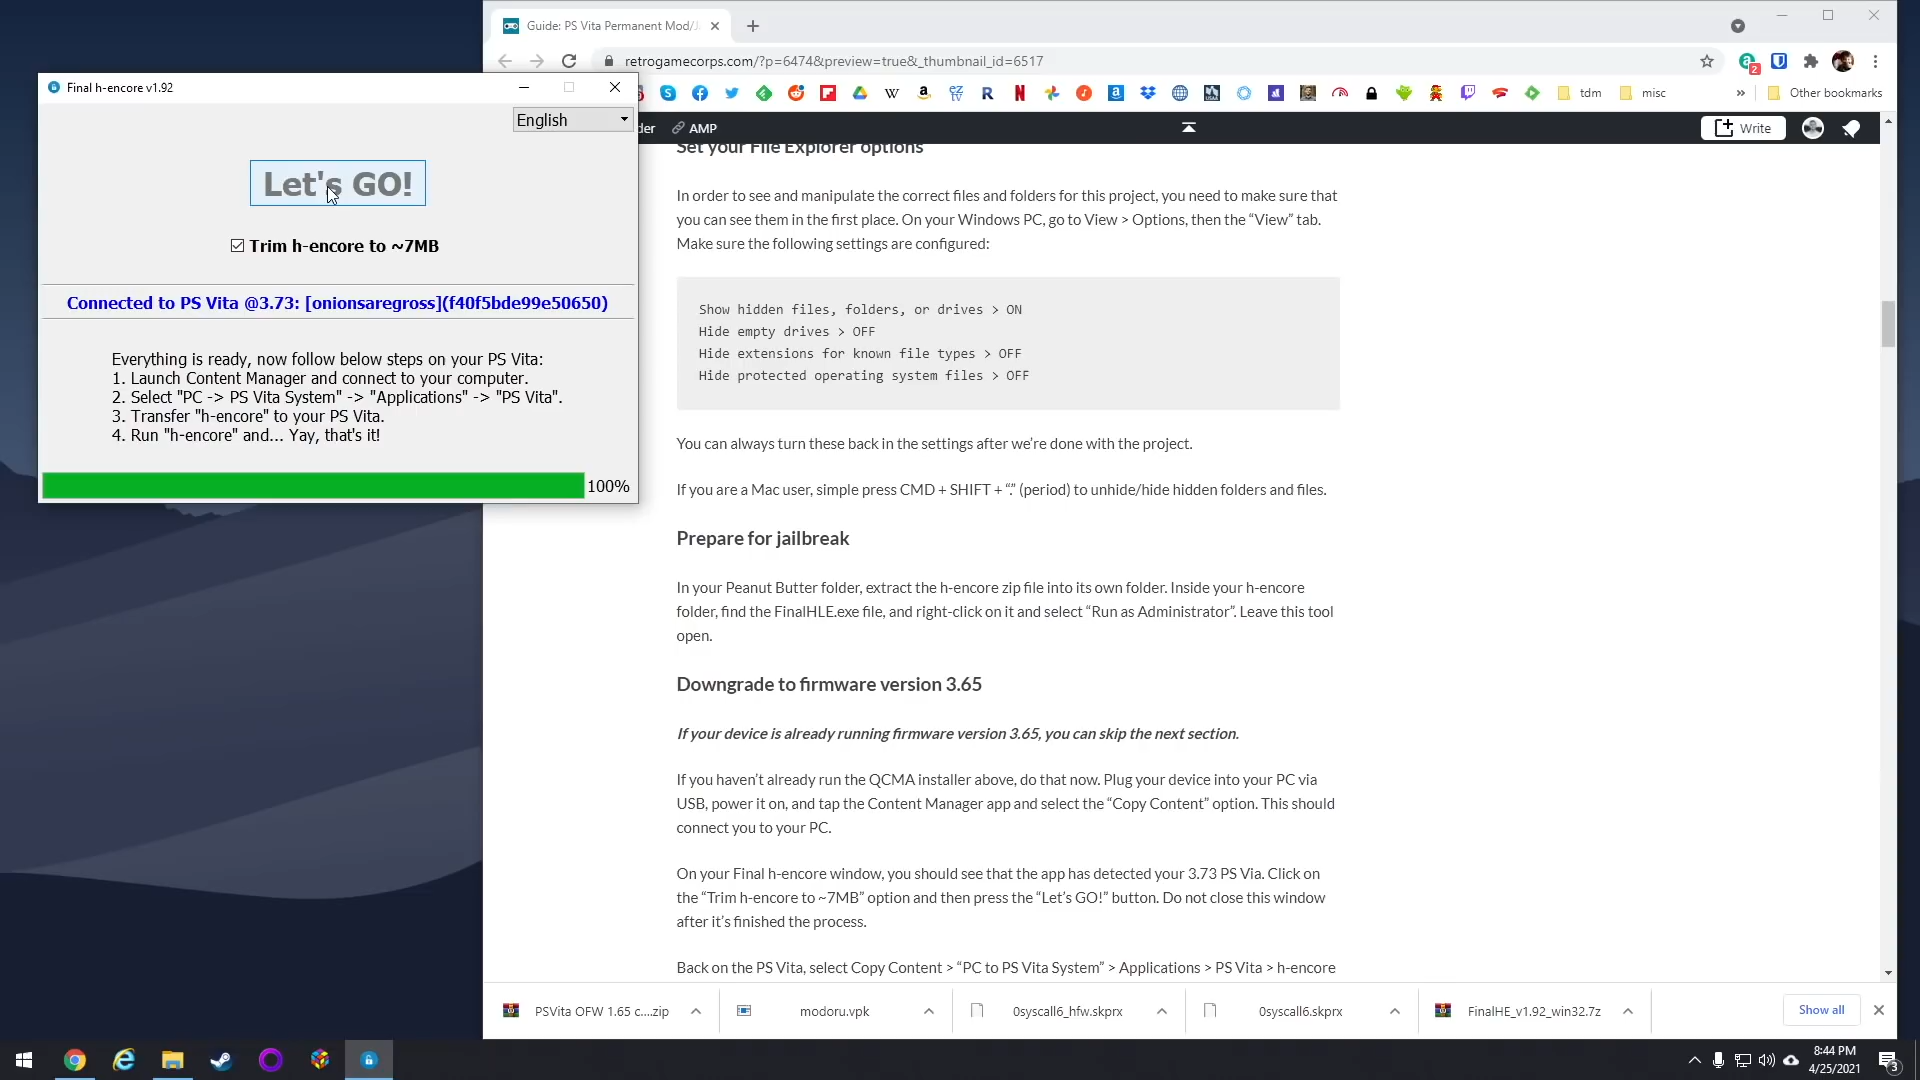 Guide: PS Vita Permanent Mod/J
retrogamecorps.com/?p=6474&preview=true&_thumbnail_id=6517
2
tdm
misc
Other bookmarks
der
AMP
Write
Final h-encore v1.92
English
Let's GO!
Trim h-encore to ~7MB
Connected to PS Vita @3.73: [onionsaregross](f40f5bde99e50650)
Everything is ready, now follow below steps on your PS Vita:
1. Launch Content Manager and connect to your computer.
2. Select "PC -> PS Vita System" -> "Applications" -> "PS Vita".
3. Transfer "h-encore" to your PS Vita.
4. Run "h-encore" and... Yay, that's it!
100%
Set your File Explorer options
In order to see and manipulate the correct files and folders for this project, you need to make sure that
you can see them in the first place. On your Windows PC, go to View > Options, then the “View” tab.
Make sure the following settings are configured:
Show hidden files, folders, or drives > ON
Hide empty drives > OFF
Hide extensions for known file types > OFF
Hide protected operating system files > OFF
You can always turn these back in the settings after we’re done with the project.
If you are a Mac user, simple press CMD + SHIFT + “.” (period) to unhide/hide hidden folders and files.
Prepare for jailbreak
In your Peanut Butter folder, extract the h-encore zip file into its own folder. Inside your h-encore
folder, find the FinalHLE.exe file, and right-click on it and select “Run as Administrator”. Leave this tool
open.
Downgrade to firmware version 3.65
If your device is already running firmware version 3.65, you can skip the next section.
If you haven’t already run the QCMA installer above, do that now. Plug your device into your PC via
USB, power it on, and tap the Content Manager app and select the “Copy Content” option. This should
connect you to your PC.
On your Final h-encore window, you should see that the app has detected your 3.73 PS Via. Click on
the “Trim h-encore to ~7MB” option and then press the “Let’s GO!” button. Do not close this window
after it’s finished the process.
Back on the PS Vita, select Copy Content > “PC to PS Vita System” > Applications > PS Vita > h-encore
PSVita OFW 1.65 c....zip
modoru.vpk
0syscall6_hfw.skprx
0syscall6.skprx
FinalHE_v1.92_win32.7z
Show all
8:44 PM
4/25/2021
3